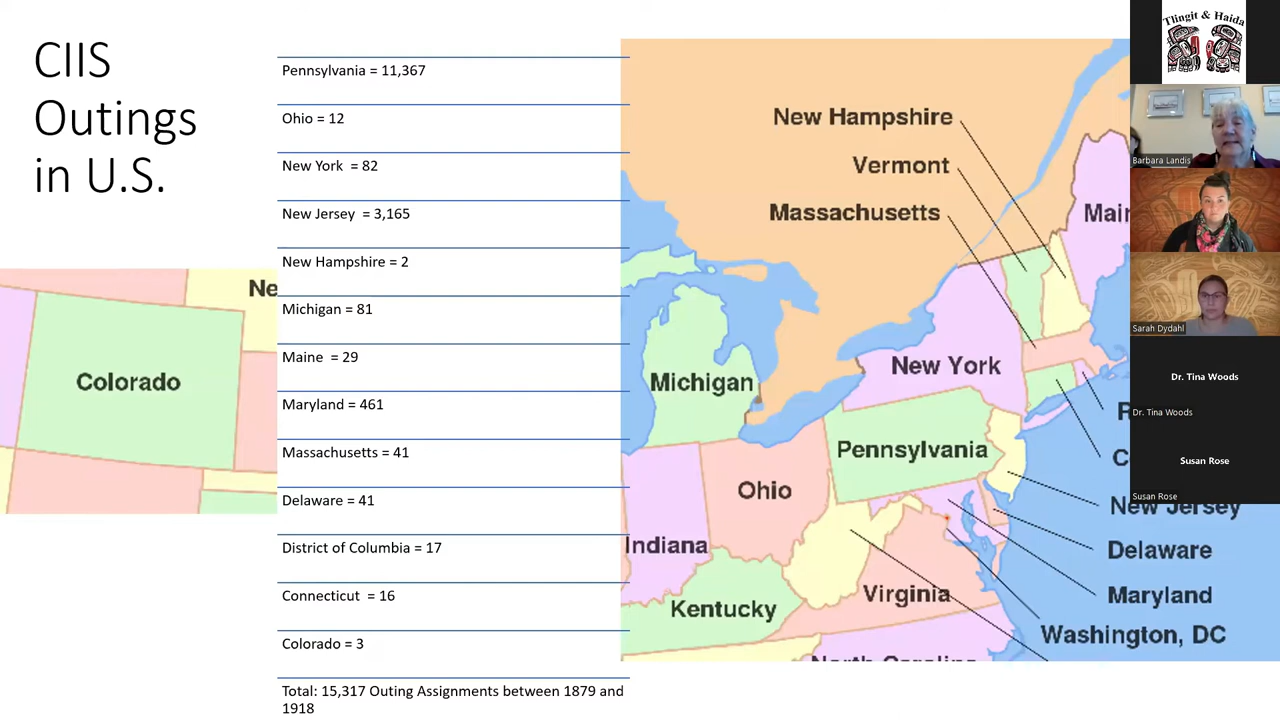 CIIS
Outings
in U.S.
Pennsylvania = 11,367
Ohio = 12
New York = 82
New Jersey = 3,165
New Hampshire = 2
Michigan = 81
Maine = 29
Maryland = 461
Massachusetts = 41
Delaware = 41
District of Columbia = 17
Connecticut = 16
Colorado = 3
Total: 15,317 Outing Assignments between 1879 and
1918
Ne
Colorado
New Hampshire
Vermont
Massachusetts
Main
New York
Michigan
Pennsylvania
Ohio
Indiana
Kentucky
Virginia
North Carolina
R
C
New Jersey
Delaware
Maryland
Washington, DC
Tlingit & Haida
Barbara Landis
Sarah Dydahl
Dr. Tina Woods
Dr. Tina Woods
Susan Rose
Susan Rose